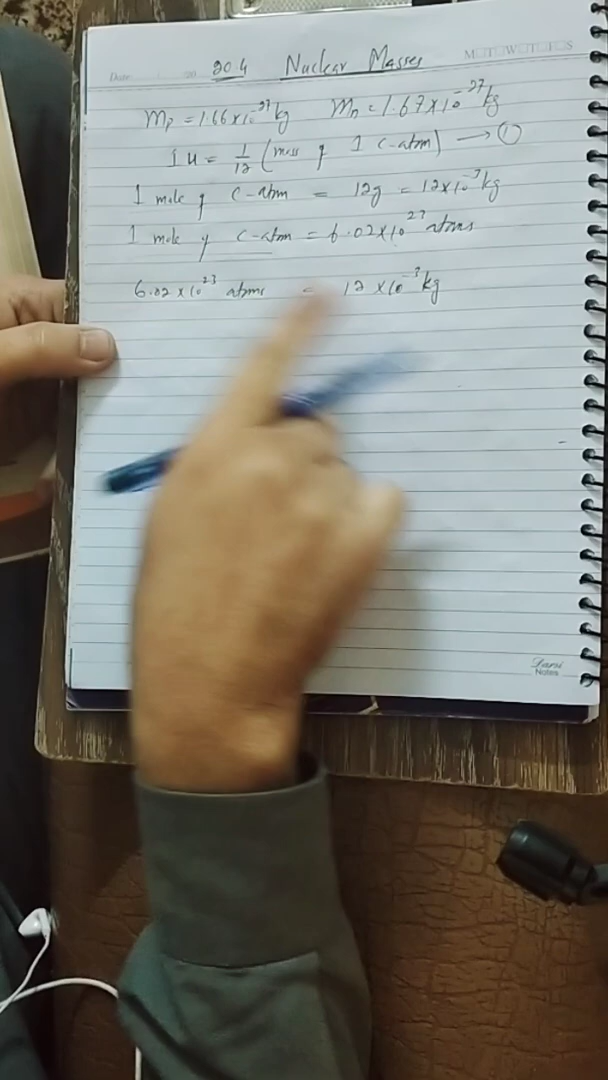 Date: 20
20.4 Nuclear Masses
M T W T F S
mp = 1.66 x 10⁻²⁷ kg mn = 1.67 x 10⁻²⁷ kg
1 u = 1/12 (mass of 1 C-atom) → ①
1 mole of C-atom = 12g = 12 x 10⁻³ kg
1 mole of C-atom = 6.02 x 10²³ atoms
6.02 x 10²³ atoms = 12 x 10⁻³ kg
Darsi
Notes